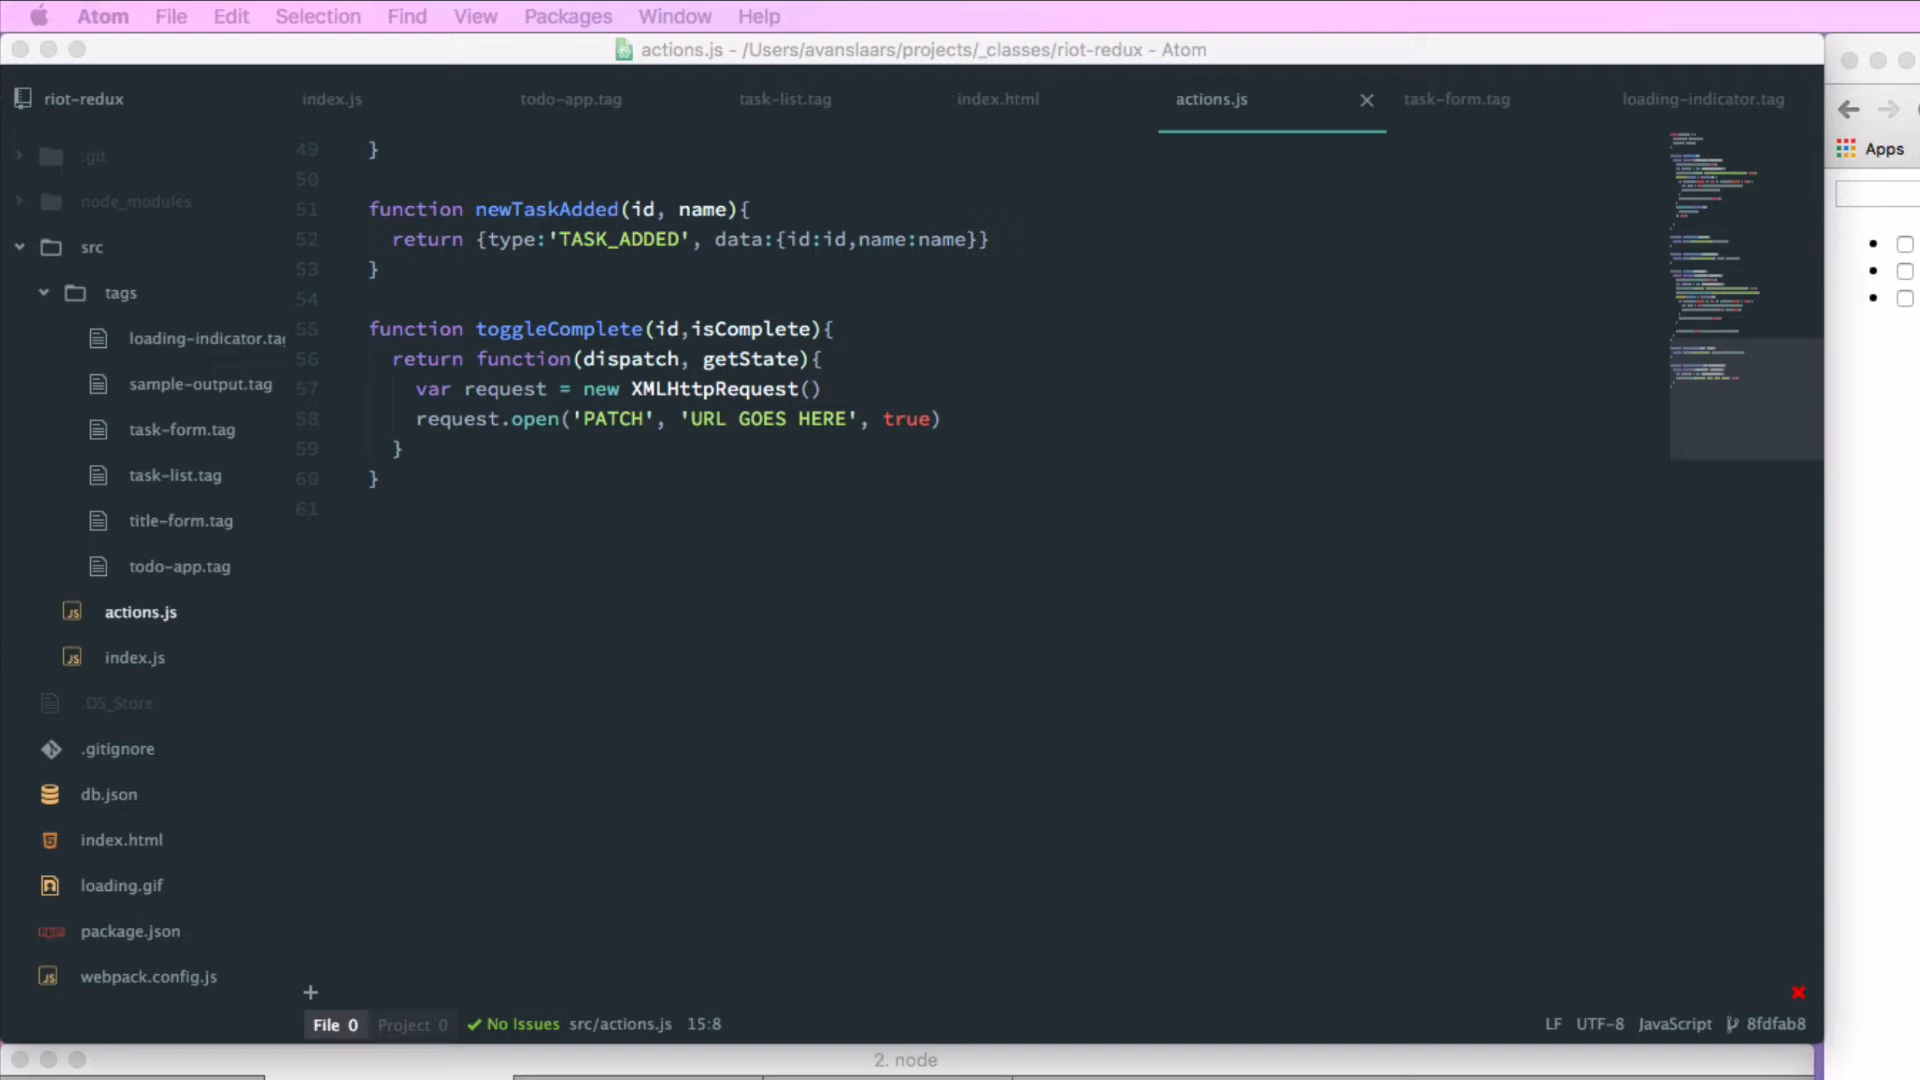 Atom File Edit Selection Find View Packages Window Help
actions.js - /Users/avanslaars/projects/_classes/riot-redux - Atom
riot-redux
index.js
todo-app.tag
task-list.tag
index.html
actions.js
task-form.tag
loading-indicator.tag
.git
node_modules
src
tags
loading-indicator.tag
sample-output.tag
task-form.tag
task-list.tag
title-form.tag
todo-app.tag
actions.js
index.js
.DS_Store
.gitignore
db.json
index.html
loading.gif
package.json
webpack.config.js
49 }
50
51 function newTaskAdded(id, name){
52 return {type:'TASK_ADDED', data:{id:id,name:name}}
53 }
54
55 function toggleComplete(id,isComplete){
56 return function(dispatch, getState){
57 var request = new XMLHttpRequest()
58 request.open('PATCH', 'URL GOES HERE', true)
59 }
60 }
61
Apps
File 0 Project 0 No Issues src/actions.js 15:8
LF UTF-8 JavaScript 8fdfab8
2. node